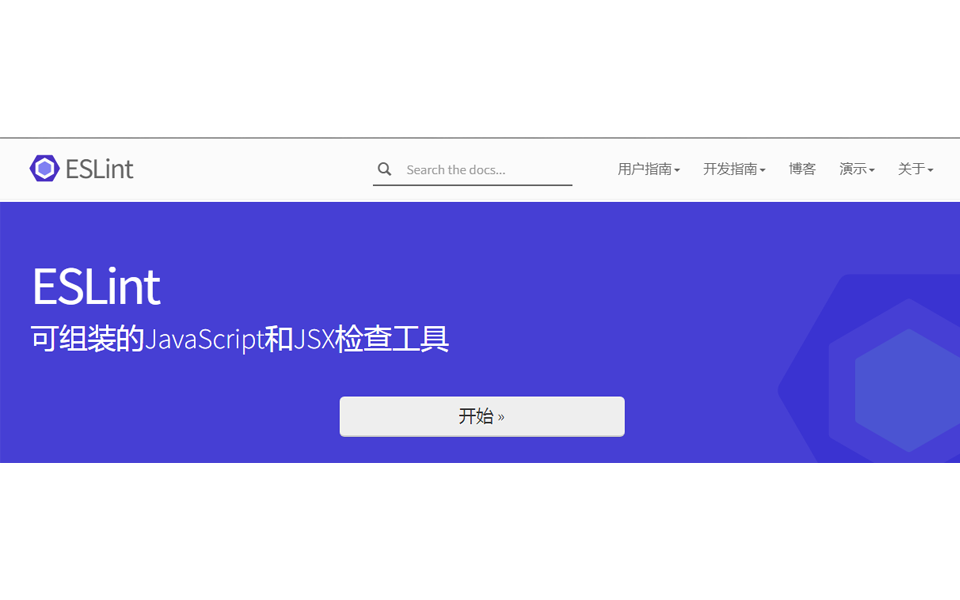 ESLint Search the docs... 用户指南 开发指南 博客 演示 关于
ESLint
可组装的JavaScript和JSX检查工具
开始 »